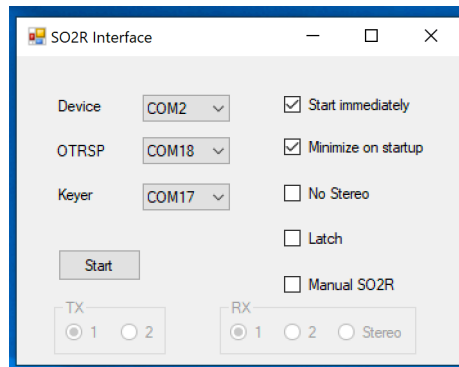 SO2R Interface
Device COM2 Start immediately
OTRSP COM18 Minimize on startup
Keyer COM17 No Stereo
Latch
Start
Manual SO2R
TX RX
1 2 1 2 Stereo